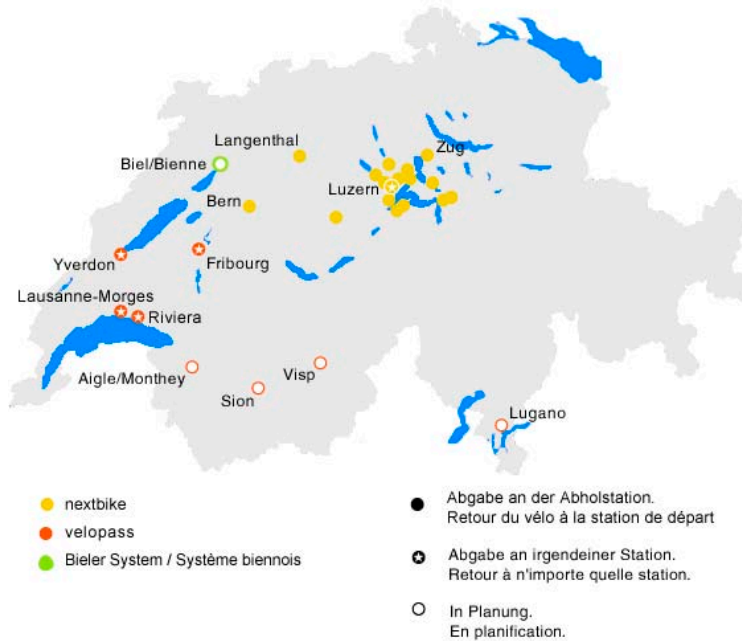 Langenthal
Zug
Biel/Bienne
Luzern
Bern
Yverdon
Fribourg
Lausanne-Morges
Riviera
Aigle/Monthey
Visp
Sion
Lugano
nextbike
velopass
Bieler System / Système biennois
Abgabe an der Abholstation.
Retour du vélo à la station de départ
Abgabe an irgendeiner Station.
Retour à n'importe quelle station.
In Planung.
En planification.